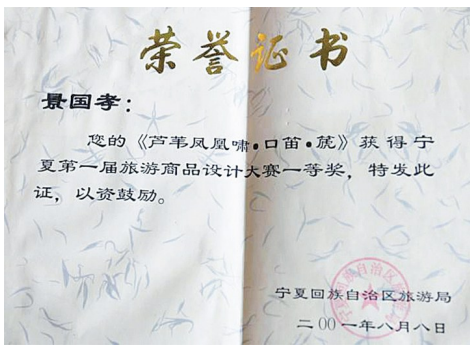 荣誉证书
景国孝：
您的《芦苇凤凰啸•口笛•箎》获得宁
夏第一届旅游商品设计大赛一等奖，特发此
证，以资鼓励。
宁夏回族自治区旅游局
二００一年八月八日